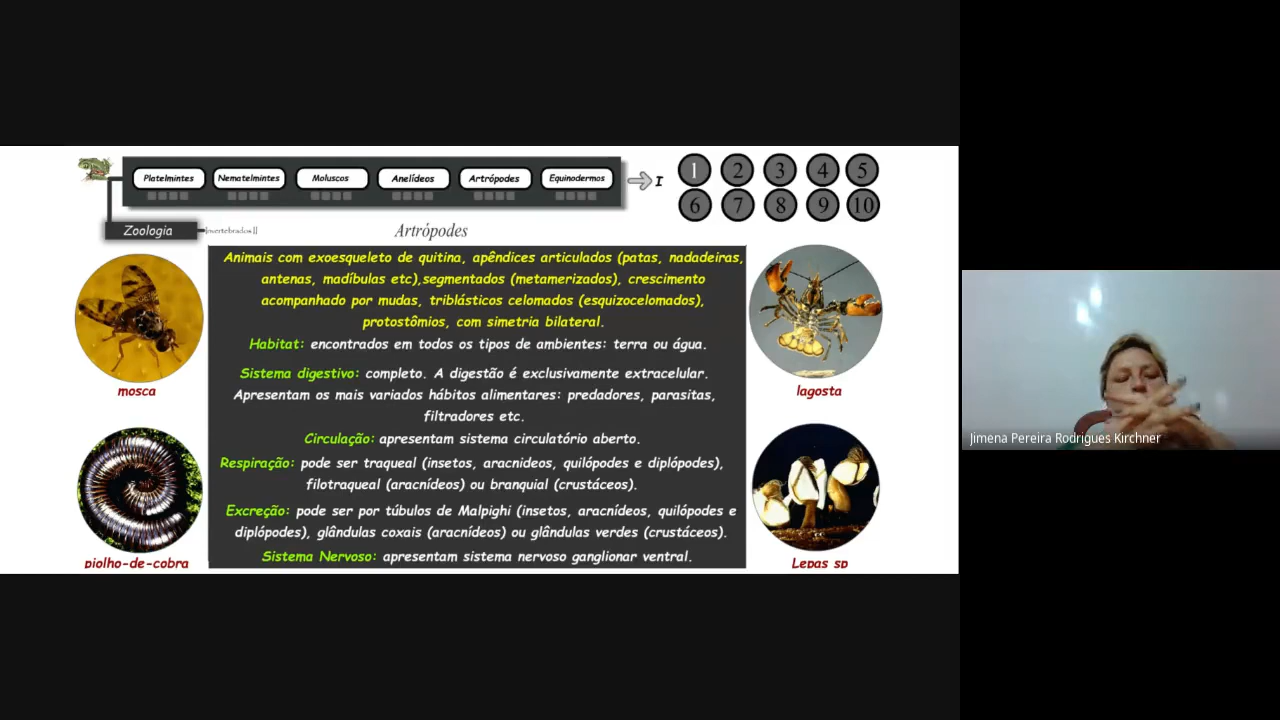 Platelmintes Nematelmintes Moluscos Anelídeos Artrópodes Equinodermos I 1 2 3 4 5
6 7 8 9 10
Zoologia Invertebrados II Artrópodes
Animais com exoesqueleto de quitina, apêndices articulados (patas, nadadeiras,
antenas, madíbulas etc),segmentados (metamerizados), crescimento
acompanhado por mudas, triblásticos celomados (esquizocelomados),
protostômios, com simetria bilateral.
Habitat: encontrados em todos os tipos de ambientes: terra ou água.
Sistema digestivo: completo. A digestão é exclusivamente extracelular.
Apresentam os mais variados hábitos alimentares: predadores, parasitas,
filtradores etc.
Circulação: apresentam sistema circulatório aberto.
Respiração: pode ser traqueal (insetos, aracnideos, quilópodes e diplópodes),
filotraqueal (aracnídeos) ou branquial (crustáceos).
Excreção: pode ser por túbulos de Malpighi (insetos, aracnídeos, quilópodes e
diplópodes), glândulas coxais (aracnídeos) ou glândulas verdes (crustáceos).
Sistema Nervoso: apresentam sistema nervoso ganglionar ventral.
mosca
piolho-de-cobra
lagosta
Lepas sp
Jimena Pereira Rodrigues Kirchner